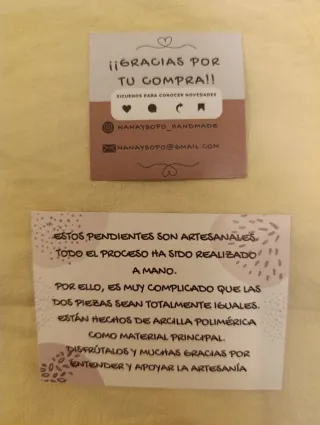 ¡¡GRACIAS POR
TU COMPRA!!
SIGUENOS PARA CONOCER NOVEDADES
NANAYSOPO_HANDMADE
NANAYSOPO@GMAIL.COM
ESTOS PENDIENTES SON ARTESANALES.
TODO EL PROCESO HA SIDO REALIZADO
A MANO.
POR ELLO, ES MUY COMPLICADO QUE LAS
DOS PIEZAS SEAN TOTALMENTE IGUALES.
ESTÁN HECHOS DE ARCILLA POLIMÉRICA
COMO MATERIAL PRINCIPAL.
DISFRÚTALOS Y MUCHAS GRACIAS POR
ENTENDER Y APOYAR LA ARTESANÍA